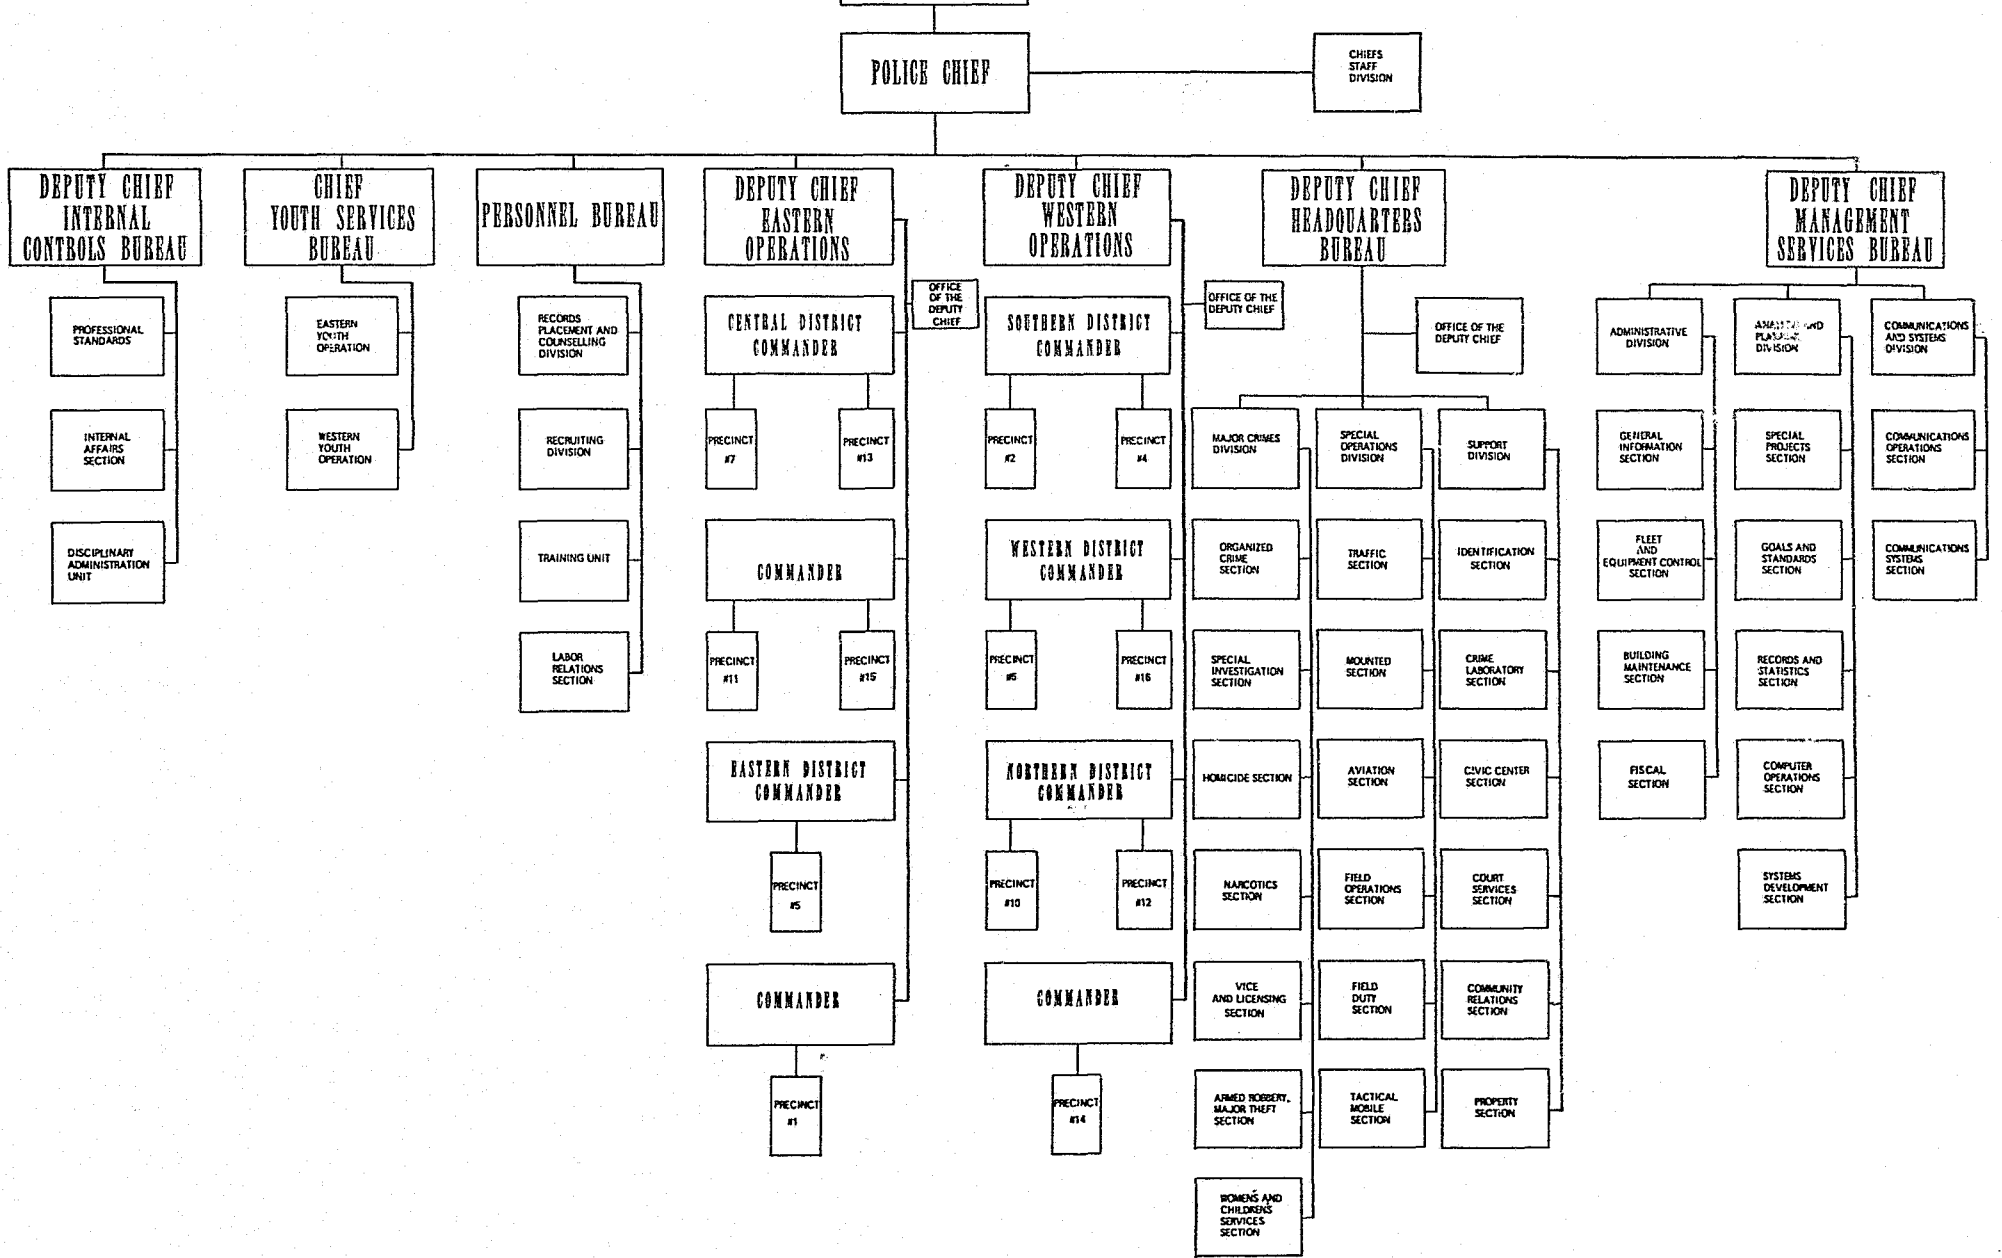 POLICE CHIEF
CHIEFS
STAFF
DIVISION
DEPUTY CHIEF
INTERNAL
CONTROLS BUREAU
PROFESSIONAL
STANDARDS
INTERNAL
AFFAIRS
SECTION
DISCIPLINARY
ADMINISTRATION
UNIT
CHIEF
YOUTH SERVICES
BUREAU
EASTERN
YOUTH
OPERATION
WESTERN
YOUTH
OPERATION
PERSONNEL BUREAU
RECORDS
PLACEMENT AND
COUNSELLING
DIVISION
RECRUITING
DIVISION
TRAINING UNIT
LABOR
RELATIONS
SECTION
DEPUTY CHIEF
EASTERN
OPERATIONS
OFFICE
OF THE
DEPUTY
CHIEF
CENTRAL DISTRICT
COMMANDER
PRECINCT
#7
PRECINCT
#13
COMMANDER
PRECINCT
#11
PRECINCT
#15
EASTERN DISTRICT
COMMANDER
PRECINCT
#5
COMMANDER
PRECINCT
#1
DEPUTY CHIEF
WESTERN
OPERATIONS
OFFICE OF THE
DEPUTY CHIEF
SOUTHERN DISTRICT
COMMANDER
PRECINCT
#2
PRECINCT
#4
WESTERN DISTRICT
COMMANDER
PRECINCT
PRECINCT
#16
NORTHERN DISTRICT
COMMANDER
PRECINCT
#10
PRECINCT
#12
COMMANDER
PRECINCT
#14
DEPUTY CHIEF
HEADQUARTERS
BUREAU
OFFICE OF THE
DEPUTY CHIEF
MAJOR CRIMES
DIVISION
ORGANIZED
CRIME
SECTION
SPECIAL
INVESTIGATION
SECTION
HOMICIDE SECTION
NARCOTICS
SECTION
VICE
AND LICENSING
SECTION
ARMED ROBBERY,
MAJOR THEFT
SECTION
WOMENS AND
CHILDRENS
SERVICES
SECTION
SPECIAL
OPERATIONS
DIVISION
TRAFFIC
SECTION
MOUNTED
SECTION
AVIATION
SECTION
FIELD
OPERATIONS
SECTION
FIELD
DUTY
SECTION
TACTICAL
MOBILE
SECTION
SUPPORT
DIVISION
IDENTIFICATION
SECTION
CRIME
LABORATORY
SECTION
CIVIC CENTER
SECTION
COURT
SERVICES
SECTION
COMMUNITY
RELATIONS
SECTION
PROPERTY
SECTION
DEPUTY CHIEF
MANAGEMENT
SERVICES BUREAU
ADMINISTRATIVE
DIVISION
GENERAL
INFORMATION
SECTION
FLEET
AND
EQUIPMENT CONTROL
SECTION
BUILDING
MAINTENANCE
SECTION
FISCAL
SECTION
AND
DIVISION
SPECIAL
PROJECTS
SECTION
GOALS AND
STANDARDS
SECTION
RECORDS AND
STATISTICS
SECTION
COMPUTER
OPERATIONS
SECTION
SYSTEMS
DEVELOPMENT
SECTION
COMMUNICATIONS
AND SYSTEMS
DIVISION
COMMUNICATIONS
OPERATIONS
SECTION
COMMUNICATIONS
SYSTEMS
SECTION